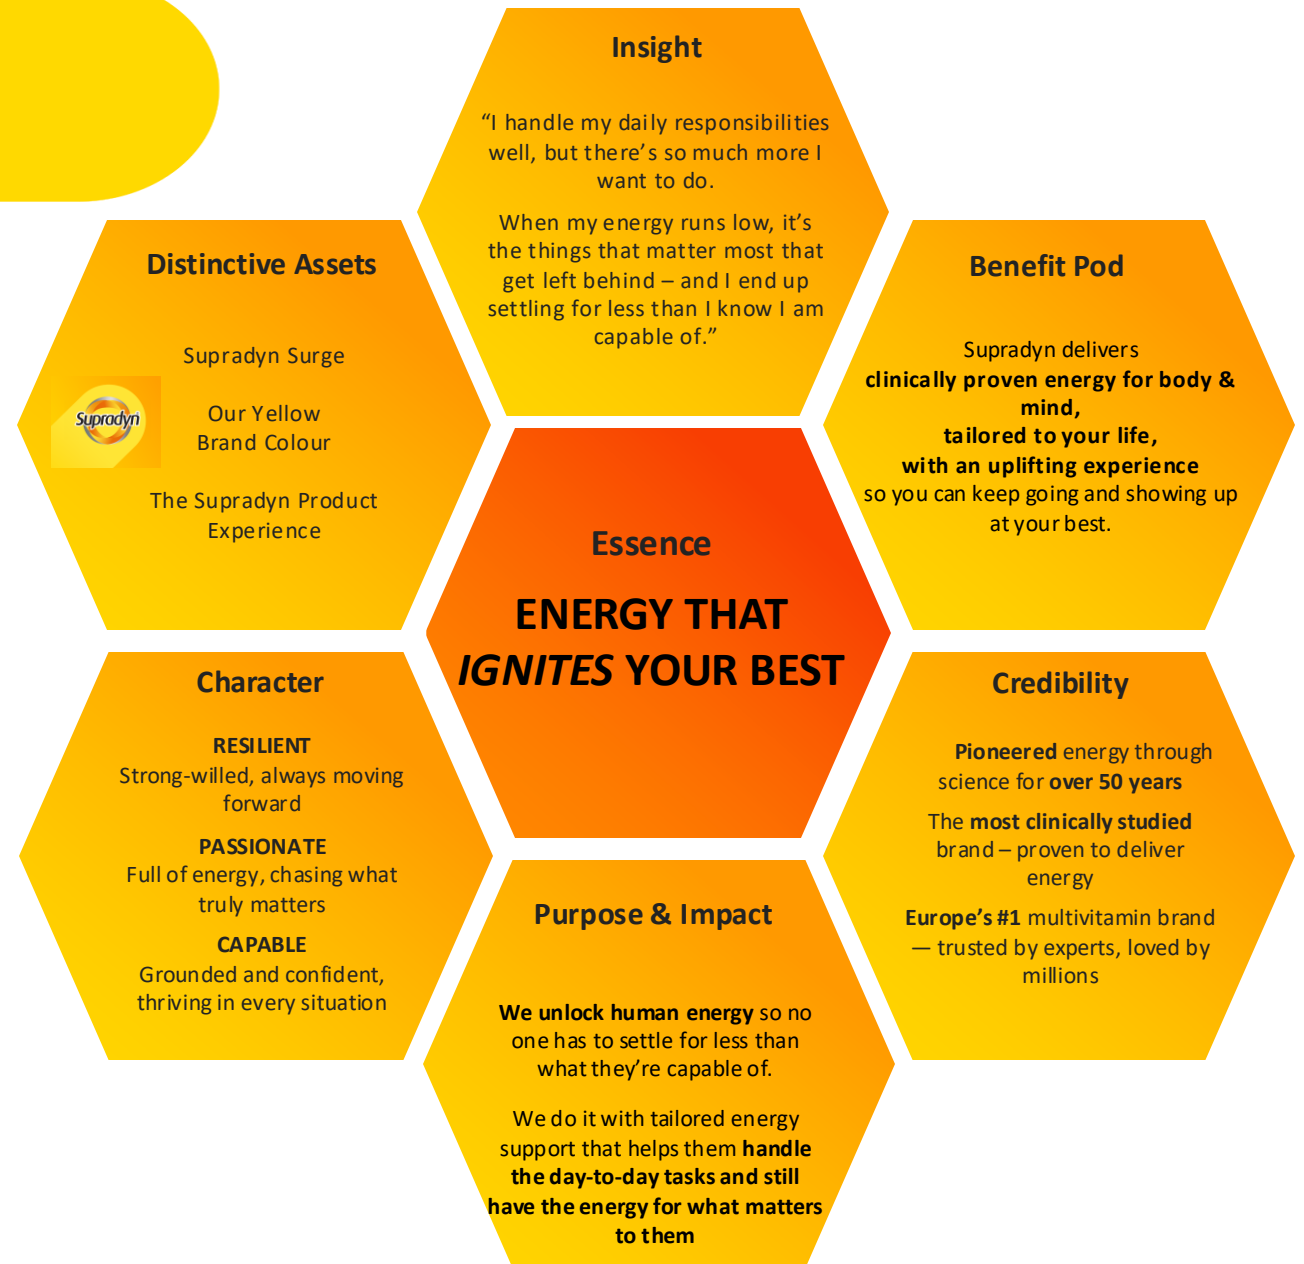 Insight
“I handle my daily responsibilities
well, but there’s so much more I
want to do.
When my energy runs low, it’s
the things that matter most that
get left behind – and I end up
settling for less than I know I am
capable of.”
Distinctive Assets
Supradyn Surge
Supradyn
Our Yellow
Brand Colour
The Supradyn Product
Experience
Benefit Pod
Supradyn delivers
clinically proven energy for body &
mind,
tailored to your life,
with an uplifting experience
so you can keep going and showing up
at your best.
Essence
ENERGY THAT
IGNITES YOUR BEST
Character
RESILIENT
Strong-willed, always moving
forward
PASSIONATE
Full of energy, chasing what
truly matters
CAPABLE
Grounded and confident,
thriving in every situation
Credibility
Pioneered energy through
science for over 50 years
The most clinically studied
brand – proven to deliver
energy
Europe’s #1 multivitamin brand
— trusted by experts, loved by
millions
Purpose & Impact
We unlock human energy so no
one has to settle for less than
what they’re capable of.
We do it with tailored energy
support that helps them handle
the day-to-day tasks and still
have the energy for what matters
to them